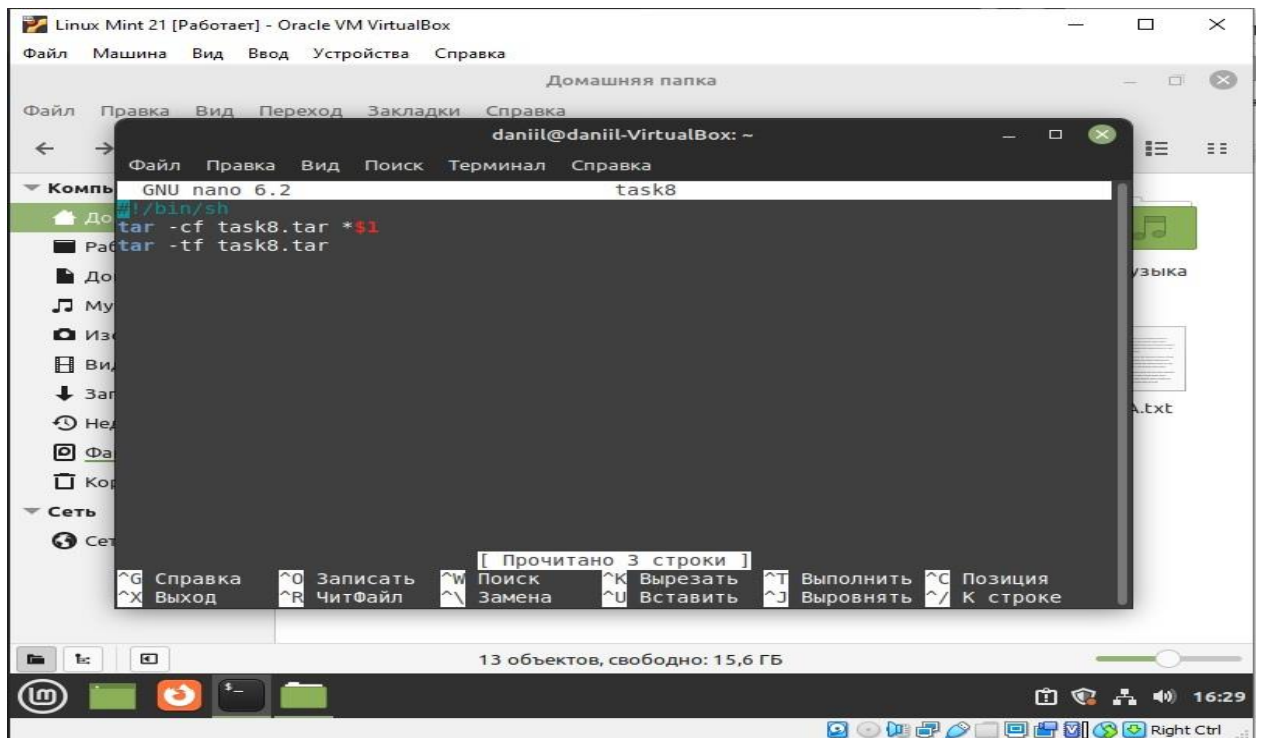 Linux Mint 21 [Работает] - Oracle VM VirtualBox
Файл Машина Вид Ввод Устройства Справка
Домашняя папка
Файл Правка Вид Переход Закладки Справка
daniil@daniil-VirtualBox: ~
Файл Правка Вид Поиск Терминал Справка
GNU nano 6.2 task8
#!/bin/sh
tar -cf task8.tar *$1
tar -tf task8.tar
Сеть
[ Прочитано 3 строки ]
^G Справка ^O Записать ^W Поиск ^K Вырезать ^T Выполнить ^C Позиция
^X Выход ^R ЧитФайл ^\ Замена ^U Вставить ^J Выровнять ^/ К строке
13 объектов, свободно: 15,6 ГБ
16:29
Right Ctrl